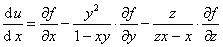 du/dx = ∂f/∂x − y²/(1−xy) · ∂f/∂y − z/(zx−x) · ∂f/∂z.